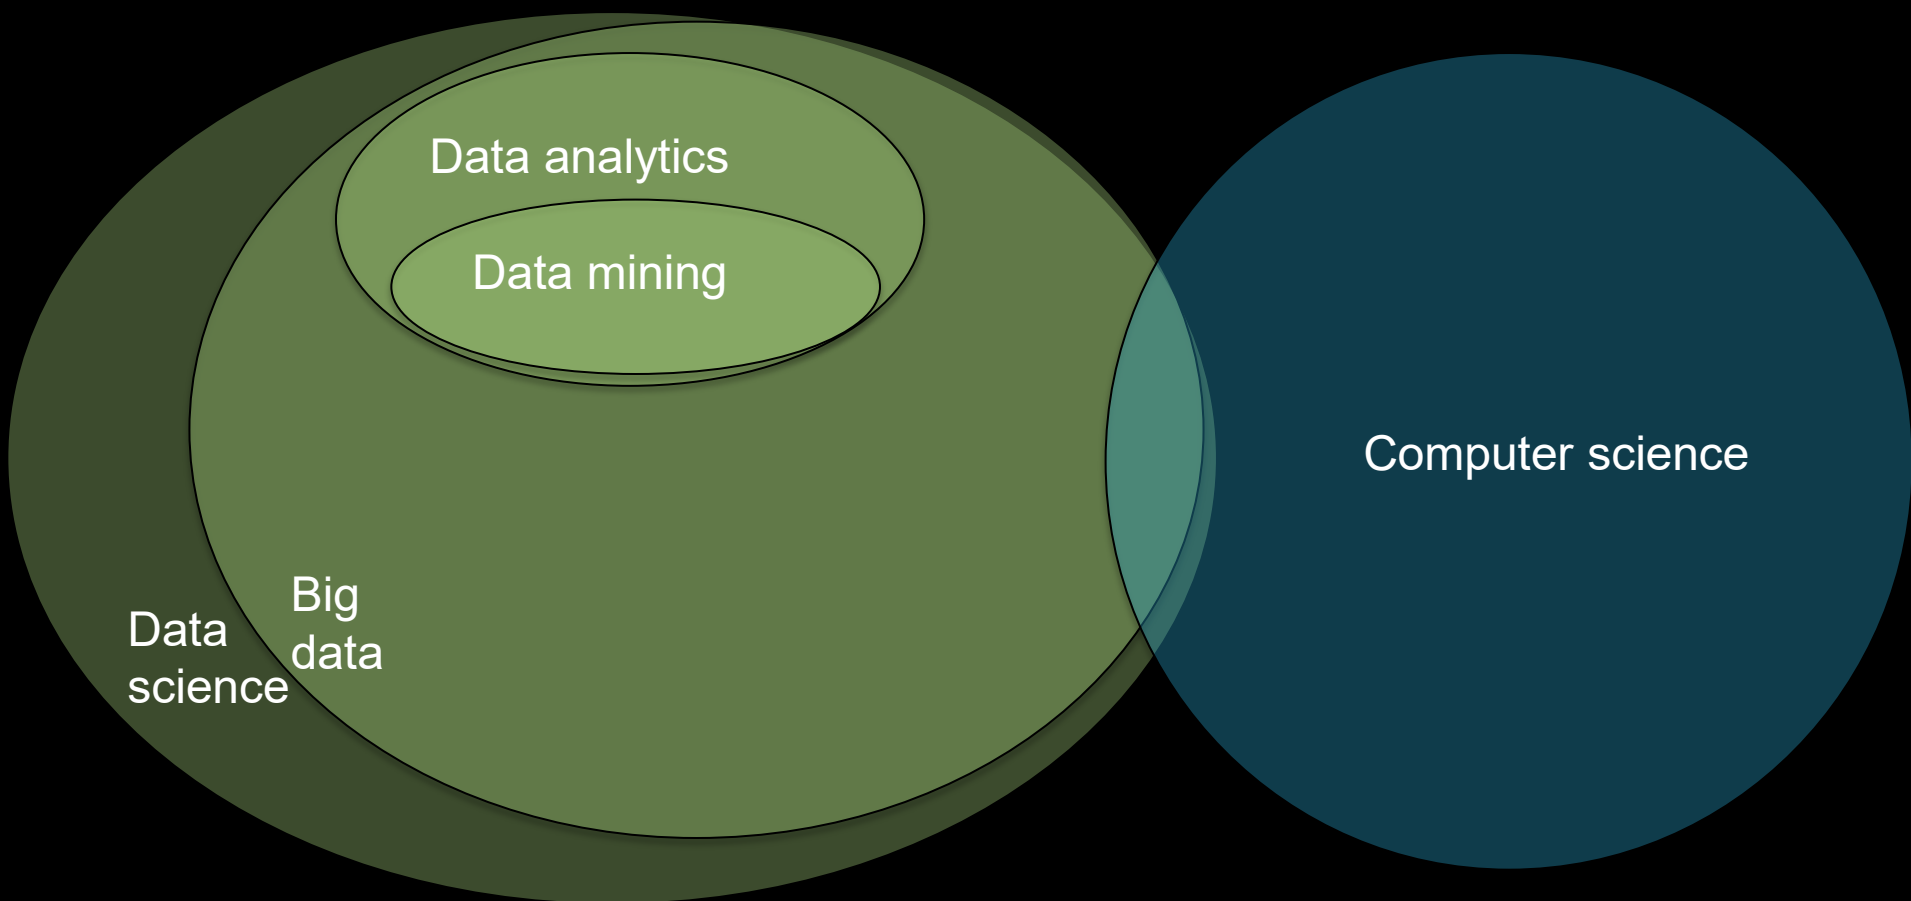 Data analytics
Data mining
Computer science
Big
data
Data
science